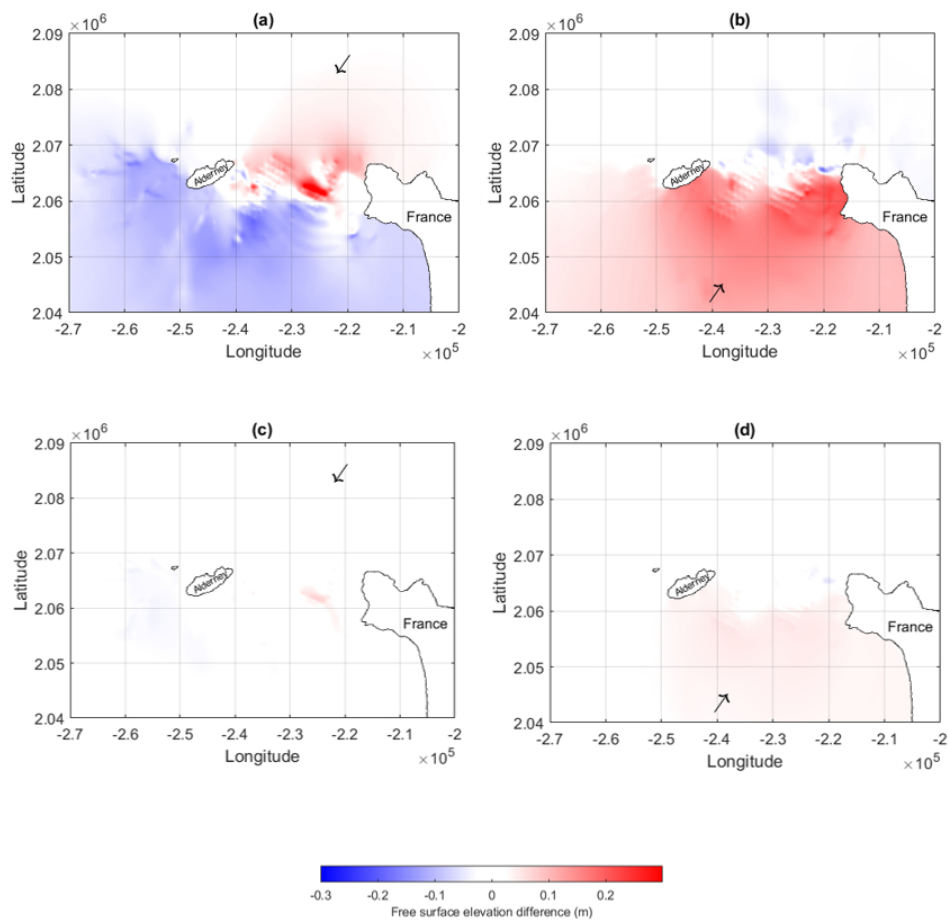 (a)
×10⁶
2.09
2.08
2.07
2.06
2.05
2.04
Latitude
Alderney
France
-2.7 -2.6 -2.5 -2.4 -2.3 -2.2 -2.1 -2
Longitude
×10⁵
(b)
×10⁶
2.09
2.08
2.07
2.06
2.05
2.04
Latitude
Alderney
France
-2.7 -2.6 -2.5 -2.4 -2.3 -2.2 -2.1 -2
Longitude
×10⁵
(c)
×10⁶
2.09
2.08
2.07
2.06
2.05
2.04
Latitude
Alderney
France
-2.7 -2.6 -2.5 -2.4 -2.3 -2.2 -2.1 -2
Longitude
×10⁵
(d)
×10⁶
2.09
2.08
2.07
2.06
2.05
2.04
Latitude
Alderney
France
-2.7 -2.6 -2.5 -2.4 -2.3 -2.2 -2.1 -2
Longitude
×10⁵
-0.3 -0.2 -0.1 0 0.1 0.2
Free surface elevation difference (m)